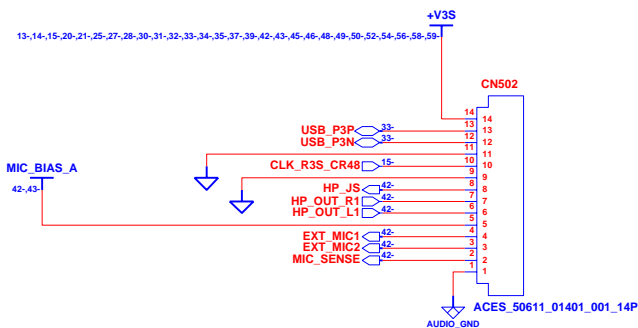 +V3S
13-,14-,15-,20-,21-,25-,27-,28-,30-,31-,32-,33-,34-,35-,37-,39-,42-,43-,45-,46-,48-,49-,50-,52-,54-,56-,58-,59-
CN502
14 14
USB_P3P 33- 13 13
USB_P3N 33- 12 12
11 11
CLK_R3S_CR48 15- 10 10
MIC_BIAS_A
42-,43-
9 9
HP_JS 42- 8 8
HP_OUT_R1 42- 7 7
HP_OUT_L1 42- 6 6
5 5
EXT_MIC1 42- 4 4
EXT_MIC2 42- 3 3
MIC_SENSE 42- 2 2
1 1
ACES_50611_01401_001_14P
AUDIO_GND